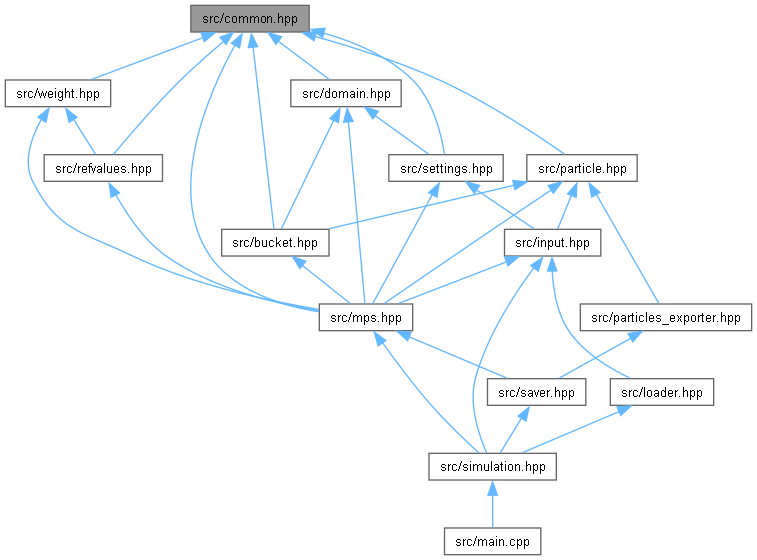 src/common.hpp
src/weight.hpp
src/domain.hpp
src/refvalues.hpp
src/settings.hpp
src/particle.hpp
src/bucket.hpp
src/input.hpp
src/mps.hpp
src/particles_exporter.hpp
src/saver.hpp
src/loader.hpp
src/simulation.hpp
src/main.cpp